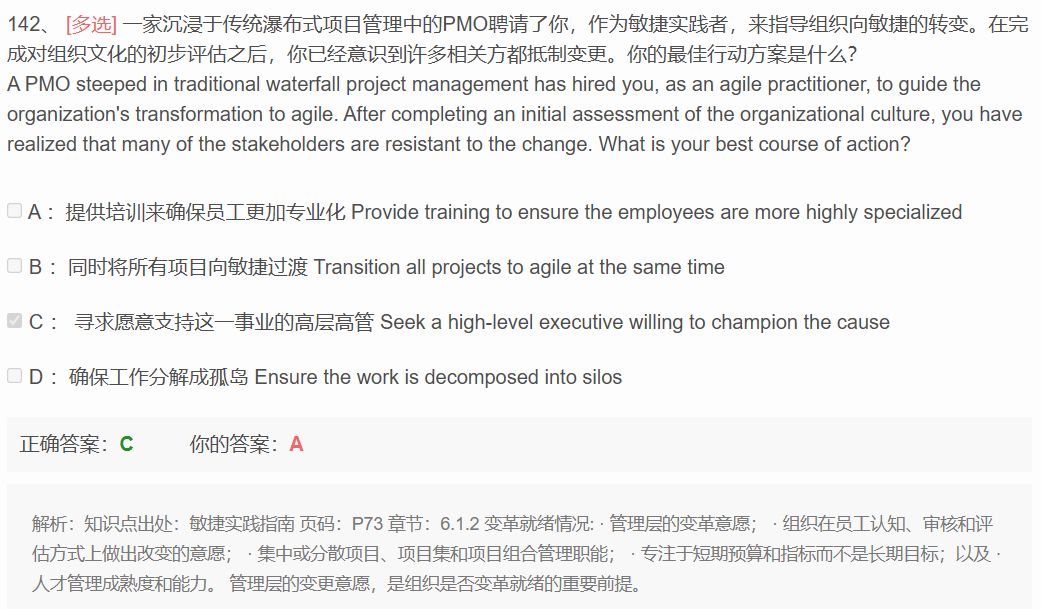 142、 [多选] 一家沉浸于传统瀑布式项目管理中的PMO聘请了你，作为敏捷实践者，来指导组织向敏捷的转变。在完
成对组织文化的初步评估之后，你已经意识到许多相关方都抵制变更。你的最佳行动方案是什么?
A PMO steeped in traditional waterfall project management has hired you, as an agile practitioner, to guide the
organization's transformation to agile. After completing an initial assessment of the organizational culture, you have
realized that many of the stakeholders are resistant to the change. What is your best course of action?
A： 提供培训来确保员工更加专业化 Provide training to ensure the employees are more highly specialized
B： 同时将所有项目向敏捷过渡 Transition all projects to agile at the same time
C： 寻求愿意支持这一事业的高层高管 Seek a high-level executive willing to champion the cause
D： 确保工作分解成孤岛 Ensure the work is decomposed into silos
正确答案：C 你的答案：A
解析：知识点出处：敏捷实践指南 页码：P73 章节：6.1.2 变革就绪情况: · 管理层的变革意愿； · 组织在员工认知、审核和评
估方式上做出改变的意愿； · 集中或分散项目、项目集和项目组合管理职能； · 专注于短期预算和指标而不是长期目标；以及 ·
人才管理成熟度和能力。 管理层的变更意愿，是组织是否变革就绪的重要前提。